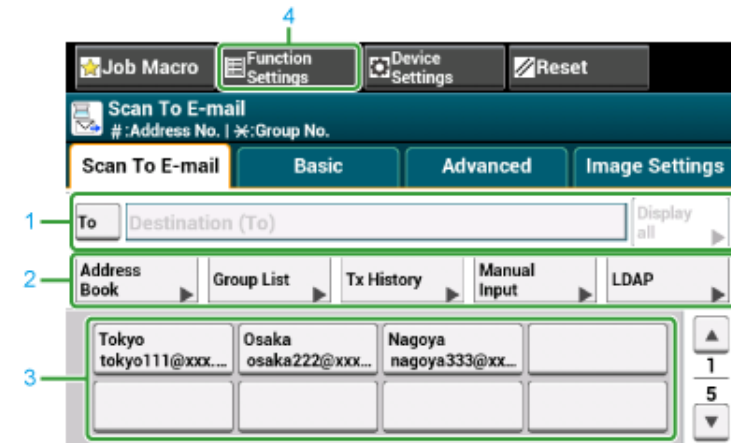 4
Job Macro
Function
Settings
Device
Settings
Reset
Scan To E-mail
#:Address No. | ⚹:Group No.
Scan To E-mail
Basic
Advanced
Image Settings
1
To
Destination (To)
Display
all
2
Address
Book
Group List
Tx History
Manual
Input
LDAP
3
Tokyo
tokyo111@xxx....
Osaka
osaka222@xxx...
Nagoya
nagoya333@xx...
1
5